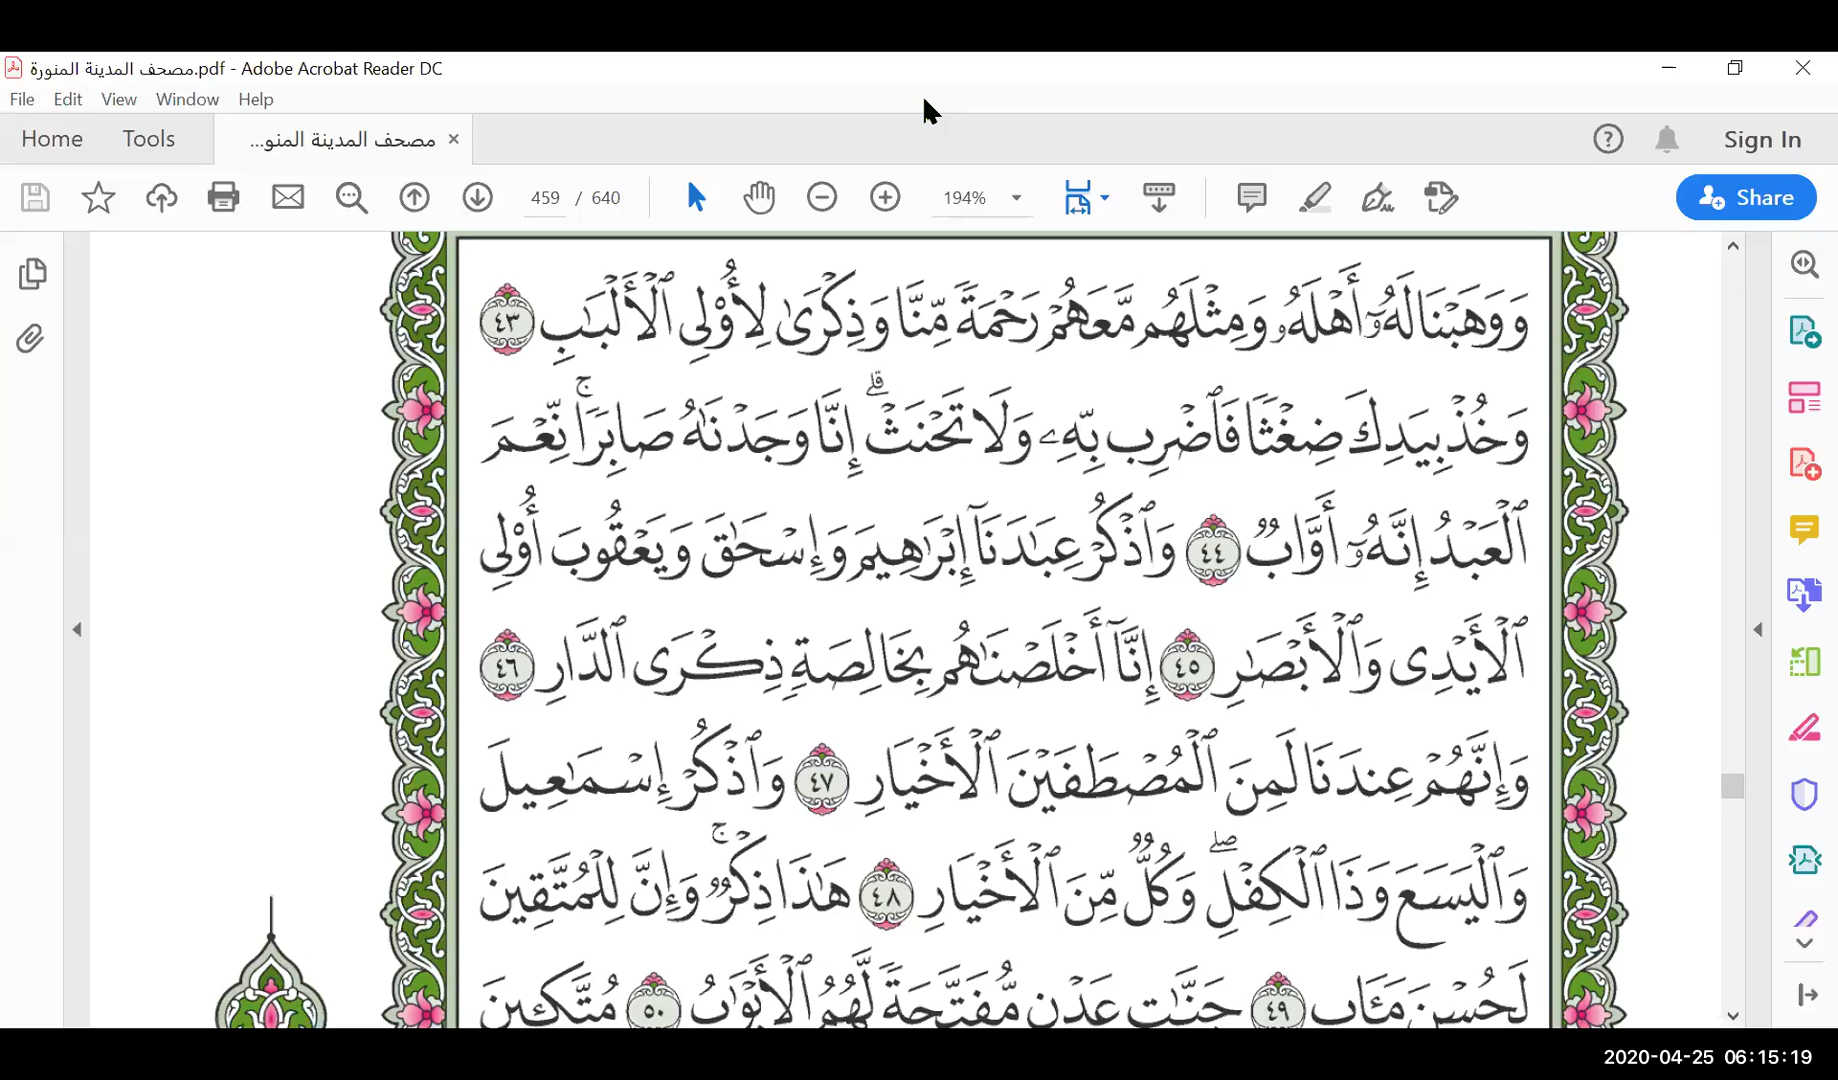 مصحف المدينة المنورة.pdf - Adobe Acrobat Reader DC
File Edit View Window Help
Home Tools مصحف المدينة المنو... × Sign In
459 / 640 194% Share
وَوَهَبْنَا لَهُۥٓ أَهْلَهُۥ وَمِثْلَهُم مَّعَهُمْ رَحْمَةً مِّنَّا وَذِكْرَىٰ لِأُو۟لِى ٱلْأَلْبَـٰبِ ٤٣
وَخُذْ بِيَدِكَ ضِغْثًا فَٱضْرِب بِّهِۦ وَلَا تَحْنَثْ ۗ إِنَّا وَجَدْنَـٰهُ صَابِرًا ۚ نِّعْمَ
ٱلْعَبْدُ إِنَّهُۥٓ أَوَّابٌ ٤٤ وَٱذْكُرْ عِبَـٰدَنَآ إِبْرَٰهِيمَ وَإِسْحَـٰقَ وَيَعْقُوبَ أُو۟لِى
ٱلْأَيْدِى وَٱلْأَبْصَـٰرِ ٤٥ إِنَّآ أَخْلَصْنَـٰهُم بِخَالِصَةٍ ذِكْرَى ٱلدَّارِ ٤٦
وَإِنَّهُمْ عِندَنَا لَمِنَ ٱلْمُصْطَفَيْنَ ٱلْأَخْيَارِ ٤٧ وَٱذْكُرْ إِسْمَـٰعِيلَ
وَٱلْيَسَعَ وَذَا ٱلْكِفْلِ ۖ وَكُلٌّ مِّنَ ٱلْأَخْيَارِ ٤٨ هَـٰذَا ذِكْرٌ ۚ وَإِنَّ لِلْمُتَّقِينَ
لَحُسْنَ مَـَٔابٍ ٤٩ جَنَّـٰتِ عَدْنٍ مُّفَتَّحَةً لَّهُمُ ٱلْأَبْوَٰبُ ٥٠ مُتَّكِـِٔينَ
2020-04-25 06:15:19